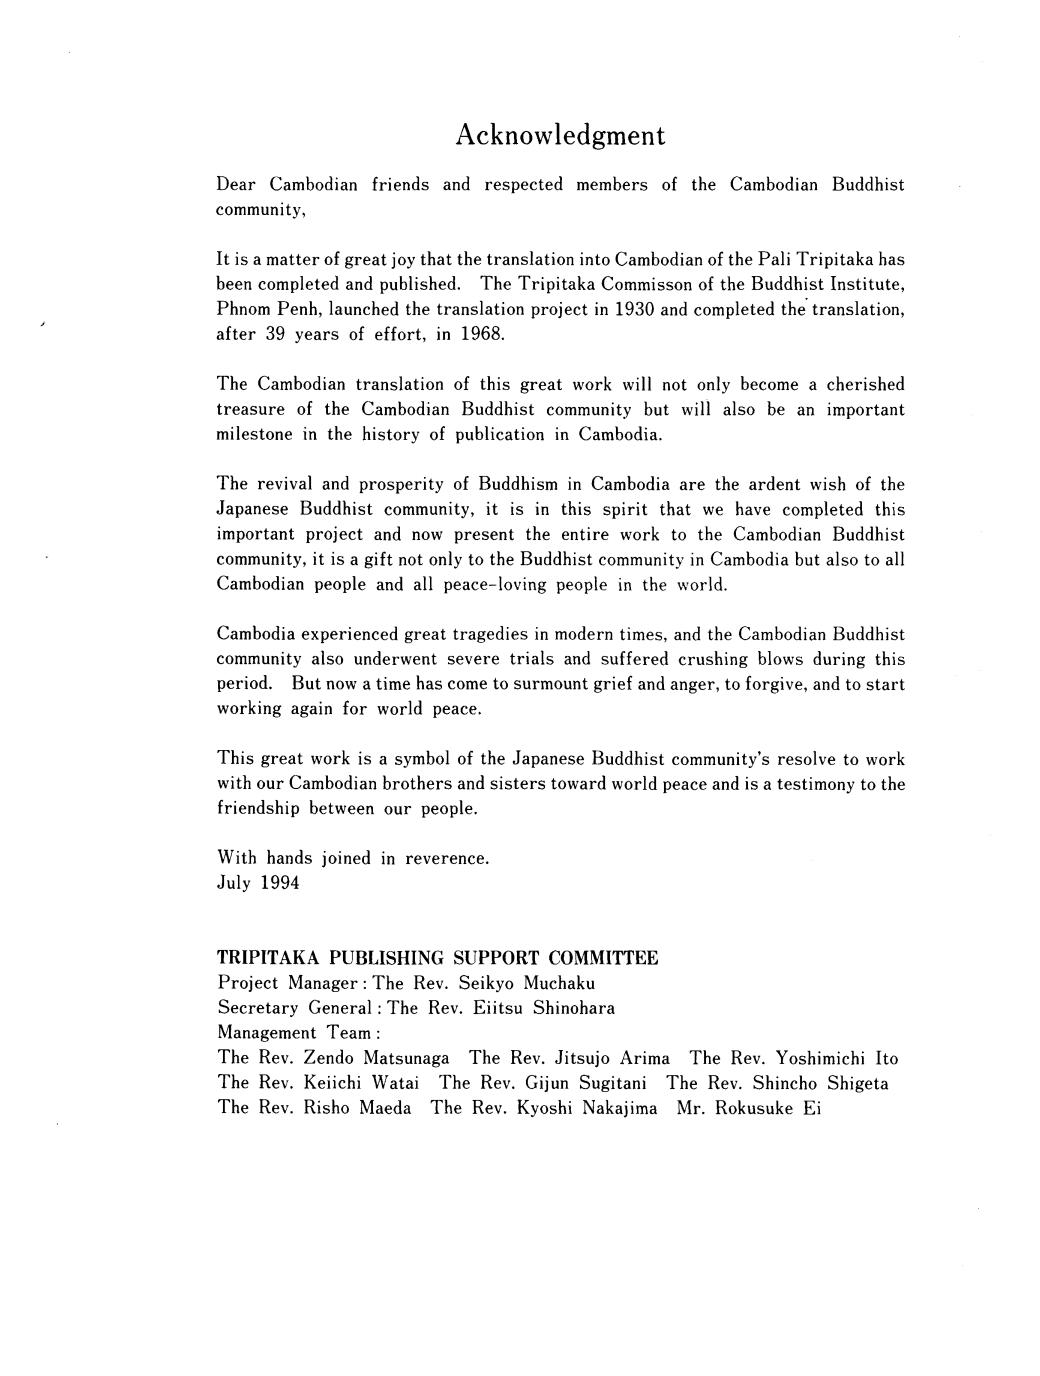 Acknowledgment
Dear Cambodian friends and respected members of the Cambodian Buddhist
community,
It is a matter of great joy that the translation into Cambodian of the Pali Tripitaka has
been completed and published. The Tripitaka Commisson of the Buddhist Institute,
Phnom Penh, launched the translation project in 1930 and completed the translation,
after 39 years of effort, in 1968.
The Cambodian translation of this great work will not only become a cherished
treasure of the Cambodian Buddhist community but will also be an important
milestone in the history of publication in Cambodia.
The revival and prosperity of Buddhism in Cambodia are the ardent wish of the
Japanese Buddhist community, it is in this spirit that we have completed this
important project and now present the entire work to the Cambodian Buddhist
community, it is a gift not only to the Buddhist community in Cambodia but also to all
Cambodian people and all peace-loving people in the world.
Cambodia experienced great tragedies in modern times, and the Cambodian Buddhist
community also underwent severe trials and suffered crushing blows during this
period. But now a time has come to surmount grief and anger, to forgive, and to start
working again for world peace.
This great work is a symbol of the Japanese Buddhist community's resolve to work
with our Cambodian brothers and sisters toward world peace and is a testimony to the
friendship between our people.
With hands joined in reverence.
July 1994
TRIPITAKA PUBLISHING SUPPORT COMMITTEE
Project Manager : The Rev. Seikyo Muchaku
Secretary General : The Rev. Eiitsu Shinohara
Management Team :
The Rev. Zendo Matsunaga The Rev. Jitsujo Arima The Rev. Yoshimichi Ito
The Rev. Keiichi Watai The Rev. Gijun Sugitani The Rev. Shincho Shigeta
The Rev. Risho Maeda The Rev. Kyoshi Nakajima Mr. Rokusuke Ei